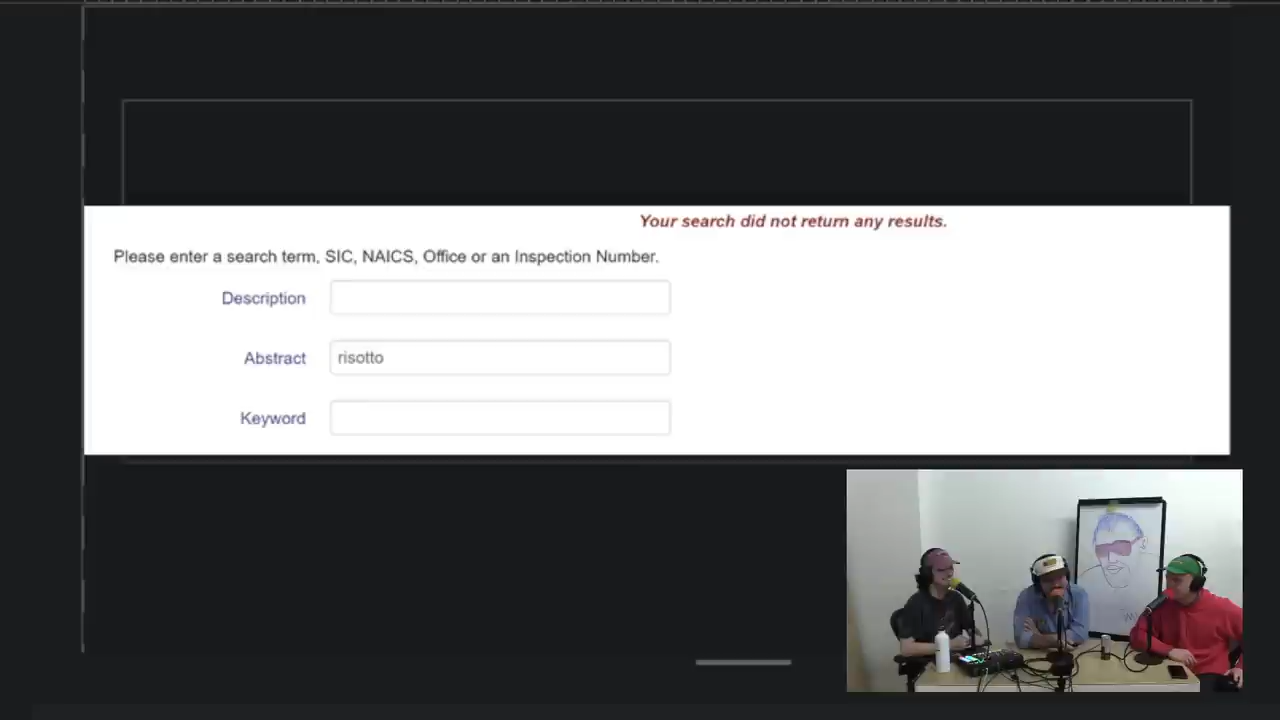 Your search did not return any results.
Please enter a search term, SIC, NAICS, Office or an Inspection Number.
Description
Abstract
risotto
Keyword